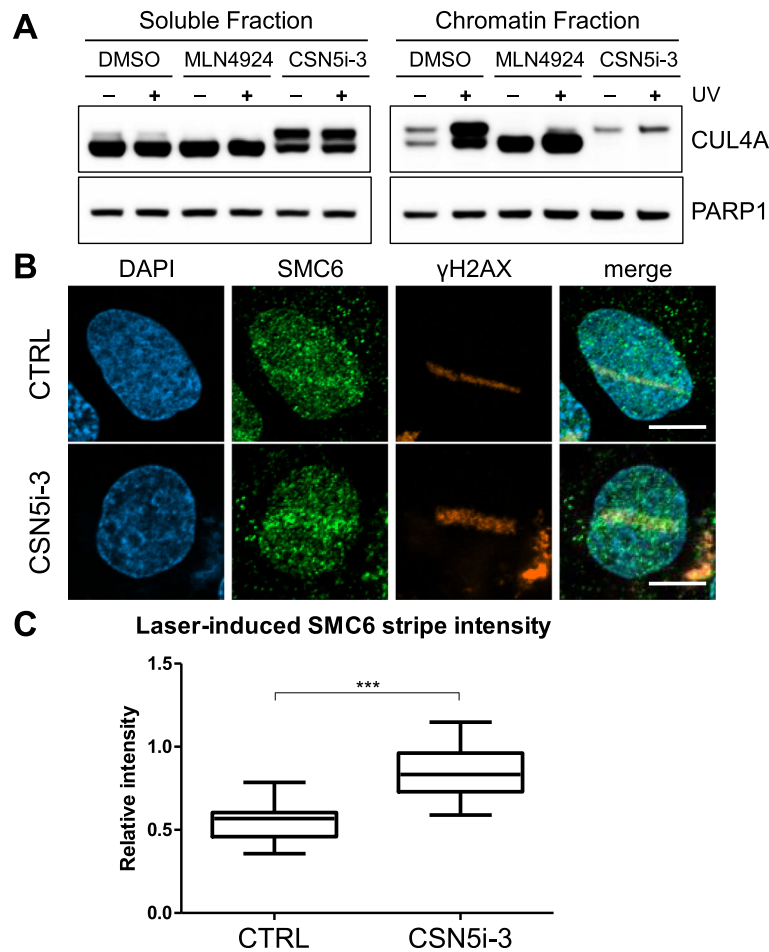 A
Soluble Fraction Chromatin Fraction
DMSO MLN4924 CSN5i-3 DMSO MLN4924 CSN5i-3
– + – + – + – + – + – + UV
CUL4A
PARP1
B
DAPI SMC6 γH2AX merge
CTRL
CSN5i-3
C
Laser-induced SMC6 stripe intensity
1.5
***
1.0
Relative intensity
0.5
0.0
CTRL CSN5i-3